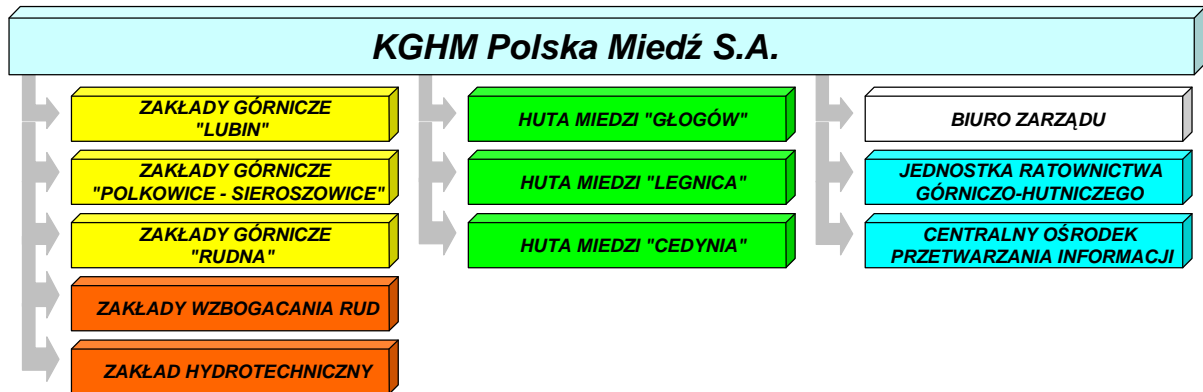 KGHM Polska Miedź S.A.
ZAKŁADY GÓRNICZE
"LUBIN"
ZAKŁADY GÓRNICZE
"POLKOWICE - SIEROSZOWICE"
ZAKŁADY GÓRNICZE
"RUDNA"
ZAKŁADY WZBOGACANIA RUD
ZAKŁAD HYDROTECHNICZNY
HUTA MIEDZI "GŁOGÓW"
HUTA MIEDZI "LEGNICA"
HUTA MIEDZI "CEDYNIA"
BIURO ZARZĄDU
JEDNOSTKA RATOWNICTWA
GÓRNICZO-HUTNICZEGO
CENTRALNY OŚRODEK
PRZETWARZANIA INFORMACJI